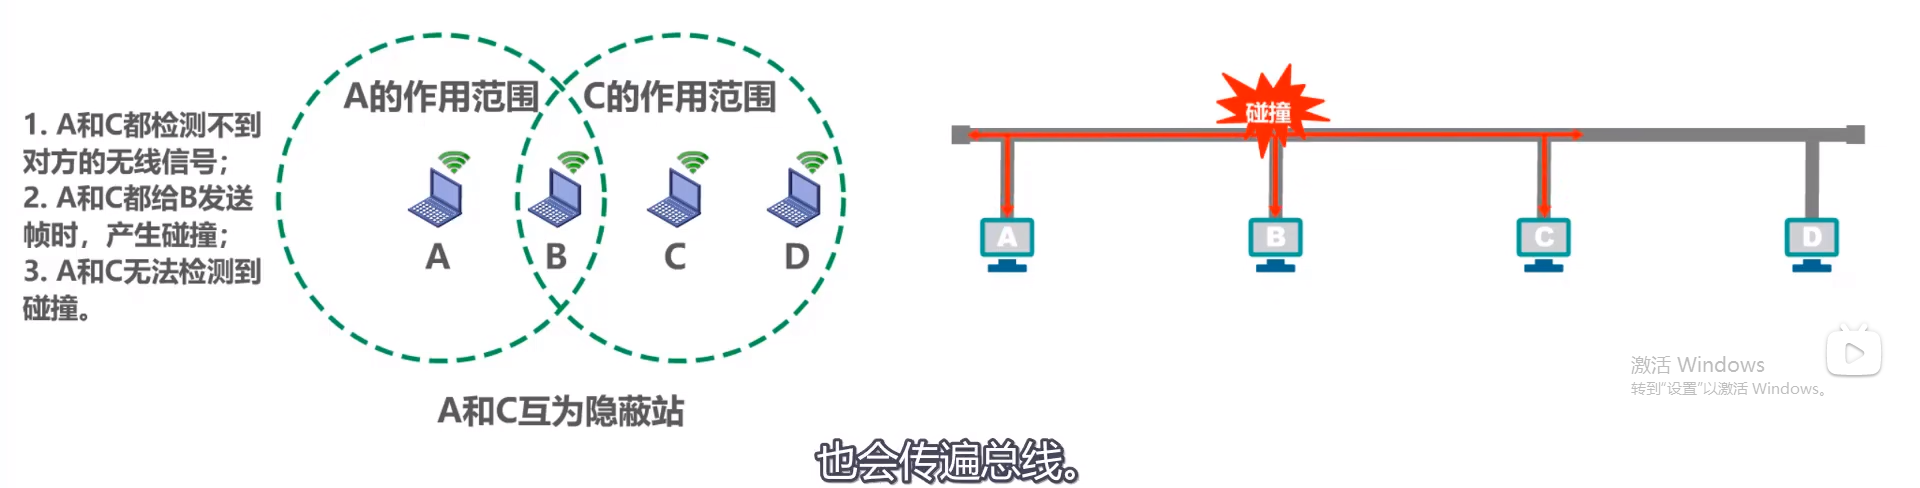 A的作用范围
C的作用范围
1. A和C都检测不到
对方的无线信号；
2. A和C都给B发送
帧时，产生碰撞；
3. A和C无法检测到
碰撞。
A
B
C
D
A和C互为隐蔽站
碰撞
A
B
C
D
激活 Windows
转到“设置”以激活 Windows。
也会传遍总线。